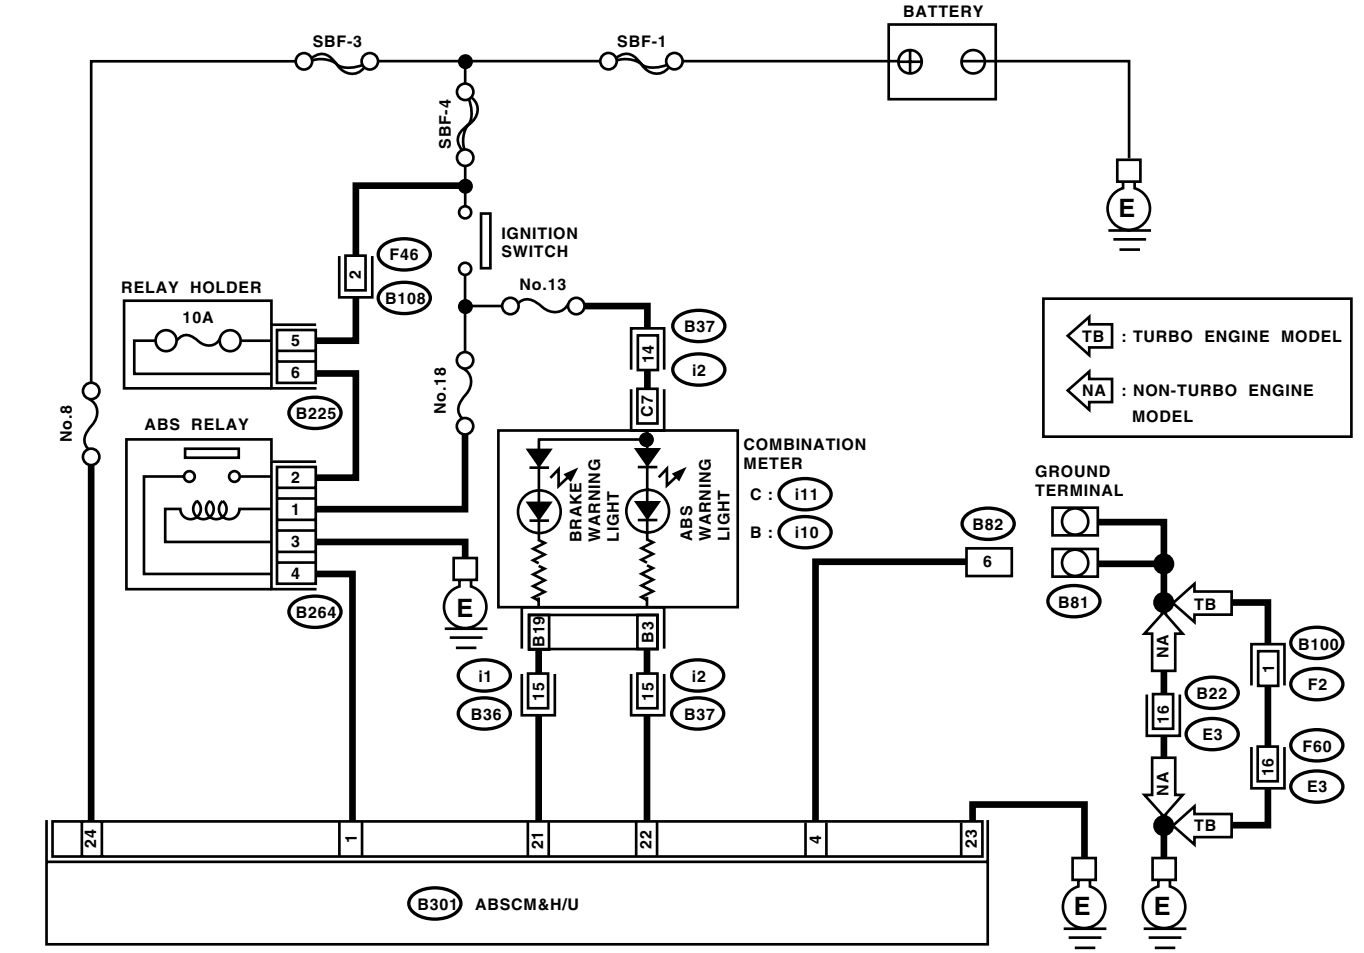 BATTERY
SBF-3
SBF-1
SBF-4
E
IGNITION
SWITCH
F46
2
B108
RELAY HOLDER
10A
5
6
B225
No.13
B37
14
i2
C7
No.18
No.8
ABS RELAY
2
1
3
4
B264
E
COMBINATION
METER
C : i11
B : i10
BRAKE
WARNING
LIGHT
ABS
WARNING
LIGHT
B19
B3
i1
15
B36
i2
15
B37
TB : TURBO ENGINE MODEL
NA : NON-TURBO ENGINE
MODEL
GROUND
TERMINAL
B82
6
B81
TB
NA
B100
1
F2
B22
16
E3
F60
16
E3
NA
TB
24
1
21
22
4
23
E
E
B301 ABSCM&H/U